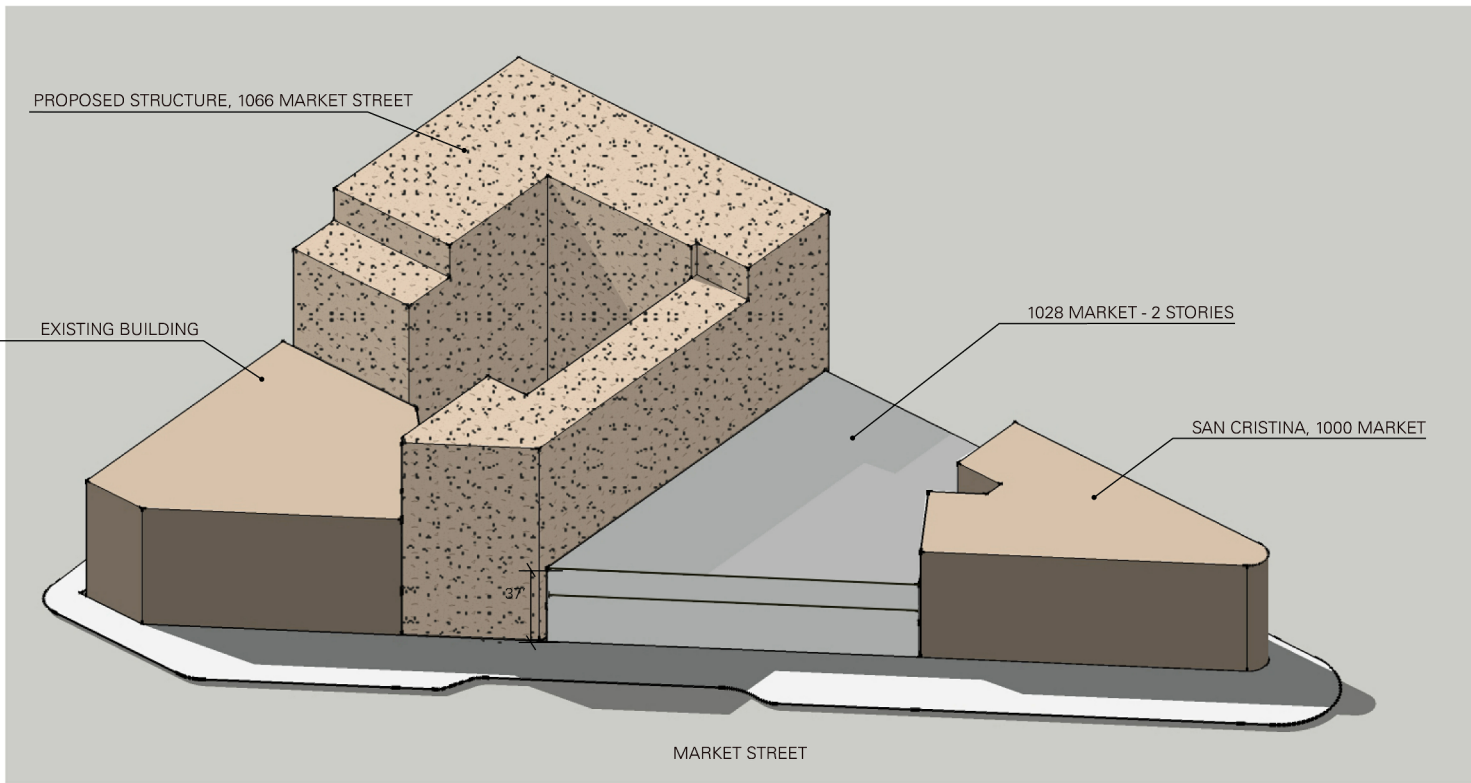 PROPOSED STRUCTURE, 1066 MARKET STREET
EXISTING BUILDING
1028 MARKET - 2 STORIES
SAN CRISTINA, 1000 MARKET
37'
MARKET STREET